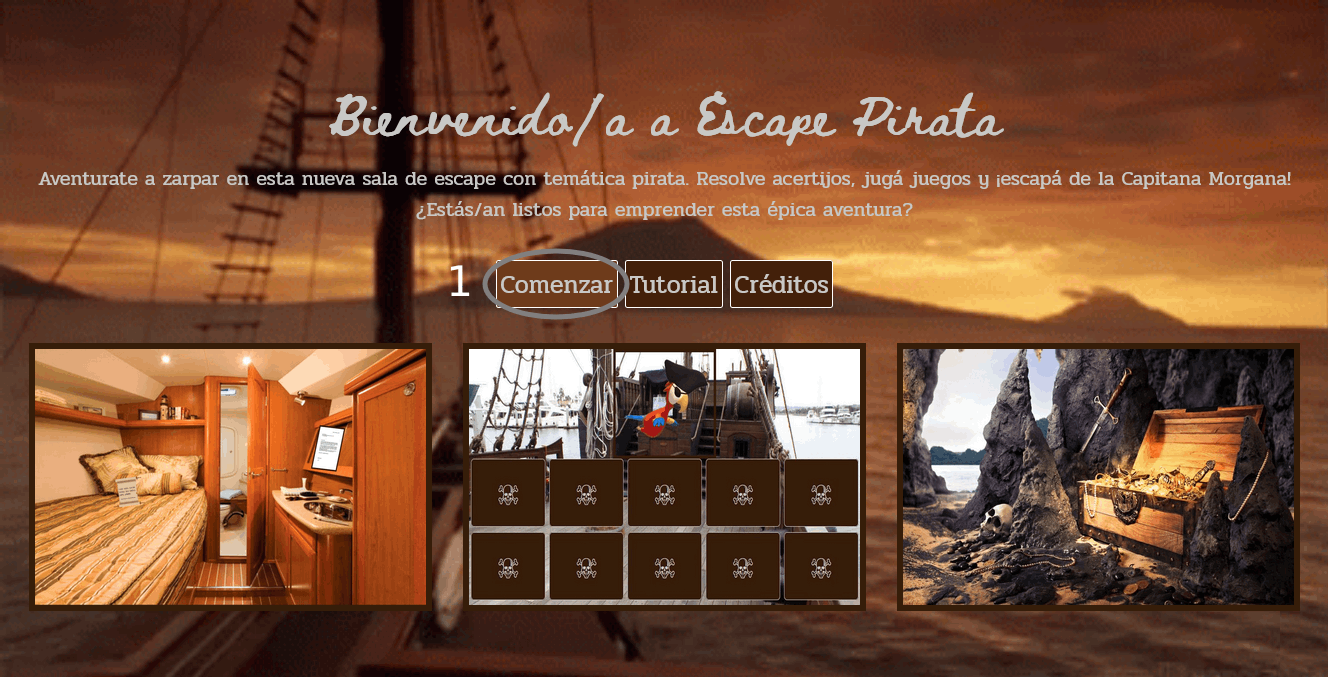 Bienvenido/a a Escape Pirata
Aventurate a zarpar en esta nueva sala de escape con temática pirata. Resolve acertijos, jugá juegos y ¡escapá de la Capitana Morgana!
¿Estás/an listos para emprender esta épica aventura?
1 Comenzar Tutorial Créditos